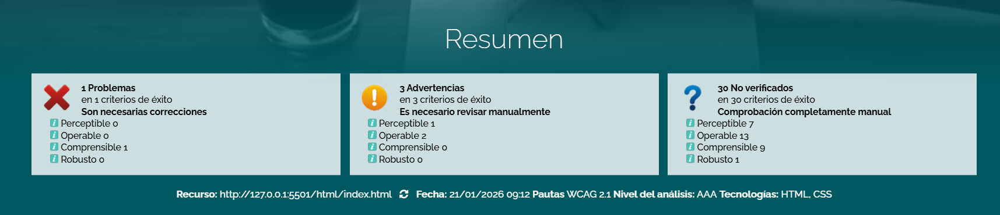 Resumen
1 Problemas
en 1 criterios de éxito
Son necesarias correcciones
Perceptible 0
Operable 0
Comprensible 1
Robusto 0
3 Advertencias
en 3 criterios de éxito
Es necesario revisar manualmente
Perceptible 1
Operable 2
Comprensible 0
Robusto 0
30 No verificados
en 30 criterios de éxito
Comprobación completamente manual
Perceptible 7
Operable 13
Comprensible 9
Robusto 1
Recurso: http://127.0.0.1:5501/html/index.html Fecha: 21/01/2026 09:12 Pautas WCAG 2.1 Nivel del análisis: AAA Tecnologías: HTML, CSS